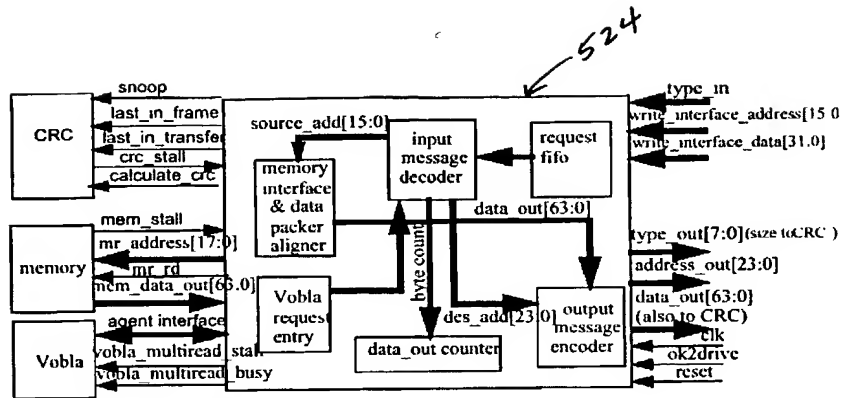 524
snoop
last_in_frame
last_in_transfer
crc_stall
calculate_crc
CRC
mem_stall
mr_address[17:0]
mr_rd
mem_data_out[63.0]
memory
agent interface
vobla_multiread_stall
vobla_multiread_busy
Vobla
source_add[15:0]
input
message
decoder
request
fifo
memory
interface
& data
packer
aligner
data_out[63:0]
byte count
Vobla
request
entry
des_add[23:0]
data_out counter
output
message
encoder
type_in
write_interface_address[15 0
write_interface_data[31.0]
type_out[7:0](size toCRC )
address_out[23:0]
data_out[63:0}
(also to CRC)
clk
ok2drive
reset